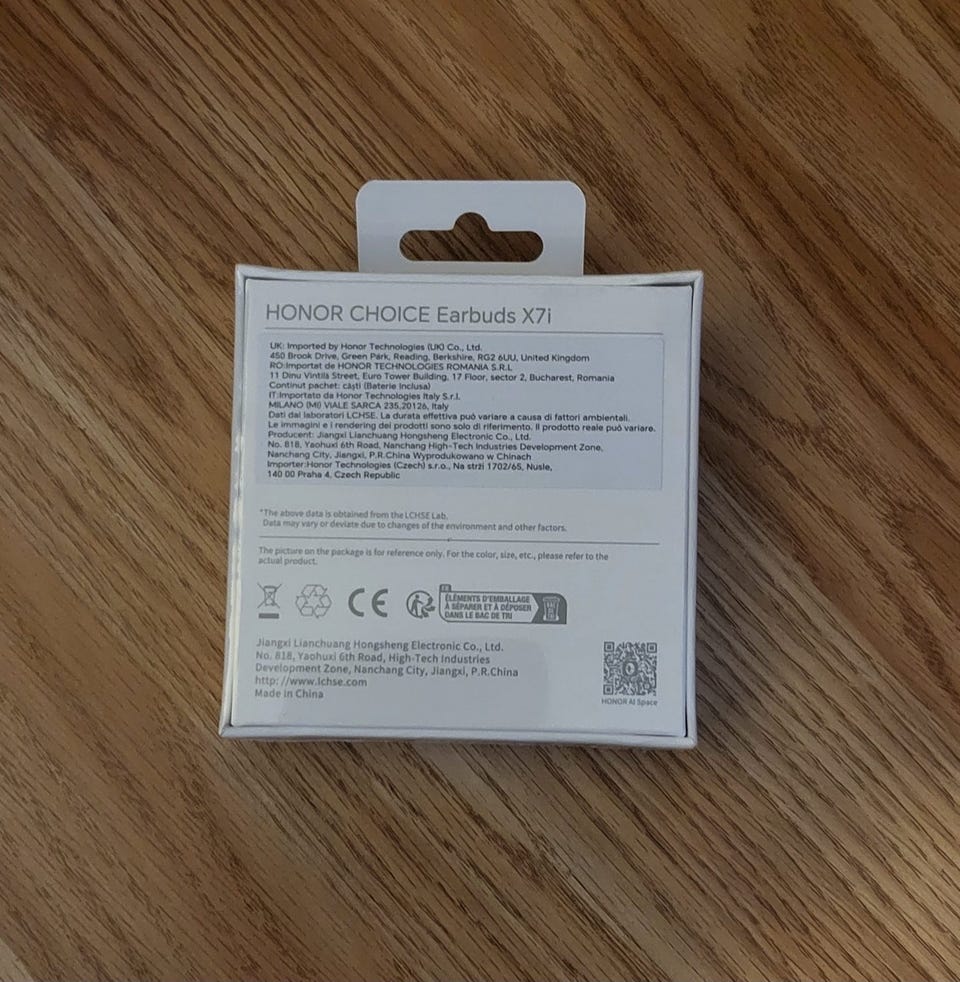 HONOR CHOICE Earbuds X7i
UK: Imported by Honor Technologies (UK) Co., Ltd.
450 Brook Drive, Green Park, Reading, Berkshire, RG2 6UU, United Kingdom
RO:Importat de HONOR TECHNOLOGIES ROMANIA S.R.L
11 Dinu Vintilă Street, Euro Tower Building, 17 Floor, sector 2, Bucharest, Romania
Continut pachet: căști (Baterie Inclusa)
IT:Importato da Honor Technologies Italy S.r.l.
MILANO (MI) VIALE SARCA 235,20126, Italy
Dati dai laboratori LCHSE. La durata effettiva può variare a causa di fattori ambientali.
Le immagini e i rendering dei prodotti sono solo di riferimento. Il prodotto reale può variare.
Producent: Jiangxi Lianchuang Hongsheng Electronic Co., Ltd.
No. 818, Yaohuxi 6th Road, Nanchang High-Tech Industries Development Zone,
Nanchang City, Jiangxi, P.R.China Wyprodukowano w Chinach
Importer:Honor Technologies (Czech) s.r.o., Na strži 1702/65, Nusle,
140 00 Praha 4, Czech Republic
*The above data is obtained from the LCHSE Lab.
Data may vary or deviate due to changes of the environment and other factors.
The picture on the package is for reference only. For the color, size, etc., please refer to the
actual product.
CE
FR
ÉLÉMENTS D'EMBALLAGE
À SÉPARER ET À DÉPOSER
DANS LE BAC DE TRI
BAC
DE
TRI
Jiangxi Lianchuang Hongsheng Electronic Co., Ltd.
No. 818, Yaohuxi 6th Road, High-Tech Industries
Development Zone, Nanchang City, Jiangxi, P.R.China
http://www.lchse.com
Made in China
HONOR AI Space